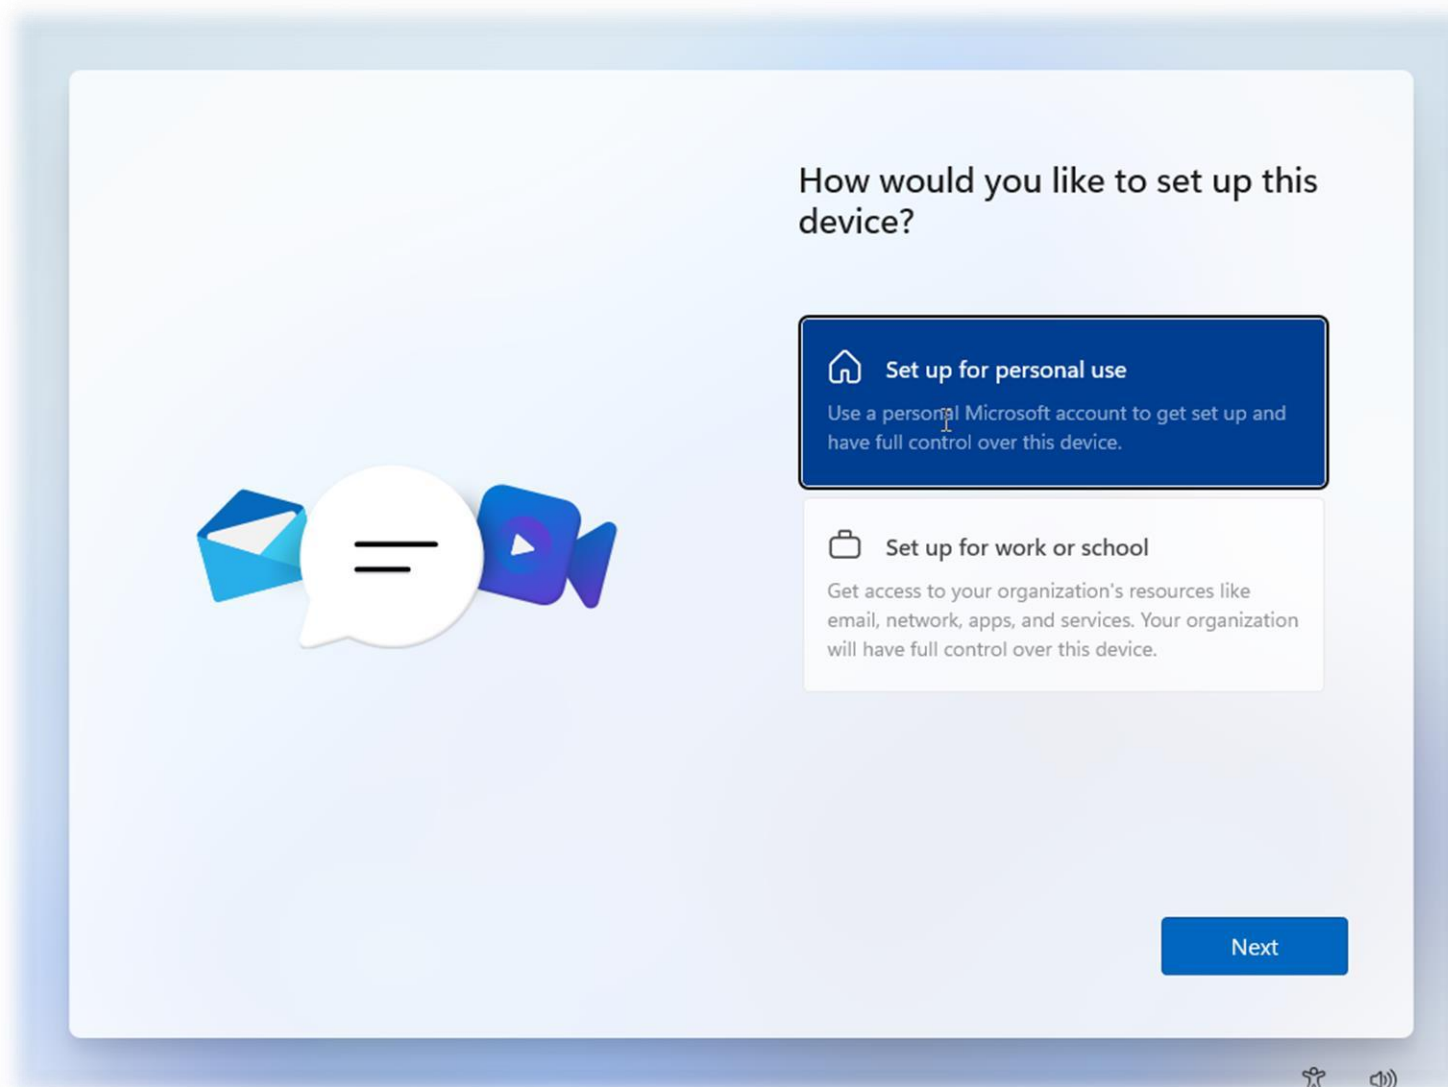 How would you like to set up this
device?
Set up for personal use
Use a personal Microsoft account to get set up and
have full control over this device.
Set up for work or school
Get access to your organization's resources like
email, network, apps, and services. Your organization
will have full control over this device.
Next